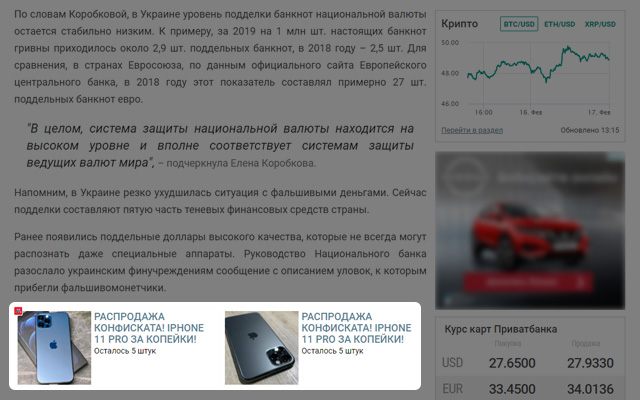 По словам Коробковой, в Украине уровень подделки банкнот национальной валюты
остается стабильно низким. К примеру, за 2019 на 1 млн шт. настоящих банкнот
гривны приходилось около 2,9 шт. поддельных банкнот, в 2018 году – 2,5 шт. Для
сравнения, в странах Евросоюза, по данным официального сайта Европейского
центрального банка, в 2018 году этот показатель составлял примерно 27 шт.
поддельных банкнот евро.
"В целом, система защиты национальной валюты находится на
высоком уровне и вполне соответствует системам защиты
ведущих валют мира", – подчеркнула Елена Коробкова.
Напомним, в Украине резко ухудшилась ситуация с фальшивыми деньгами. Сейчас
подделки составляют пятую часть теневых финансовых средств страны.
Ранее появились поддельные доллары высокого качества, которые не всегда могут
распознать даже специальные аппараты. Руководство Национального банка
разослало украинским финучреждениям сообщение с описанием уловок, к которым
прибегли фальшивомонетчики.
РАСПРОДАЖА
КОНФИСКАТА! IPHONE
11 PRO ЗА КОПЕЙКИ!
Осталось 5 штук
РАСПРОДАЖА
КОНФИСКАТА! IPHONE
11 PRO ЗА КОПЕЙКИ!
Осталось 5 штук
Крипто
BTC/USD ETH/USD XRP/USD
50.00
48.00
46.00
16:00 16. Фев 17. Фев
Перейти в раздел Обновлено 13:15
Курс карт Приватбанка
Покупка Продажа
USD 27.6500 27.9330
EUR 33.4500 34.0136